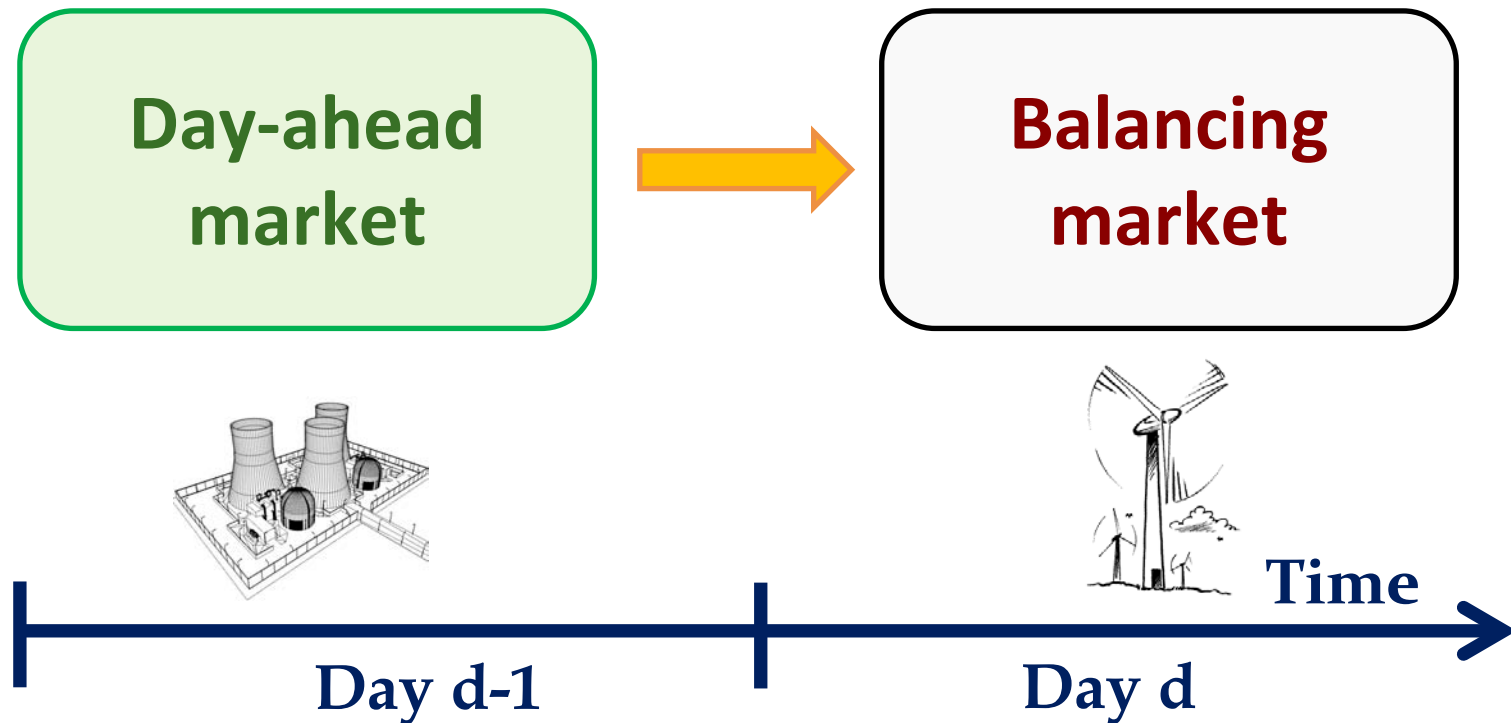 Day-ahead
market
Balancing
market
Time
Day d-1
Day d